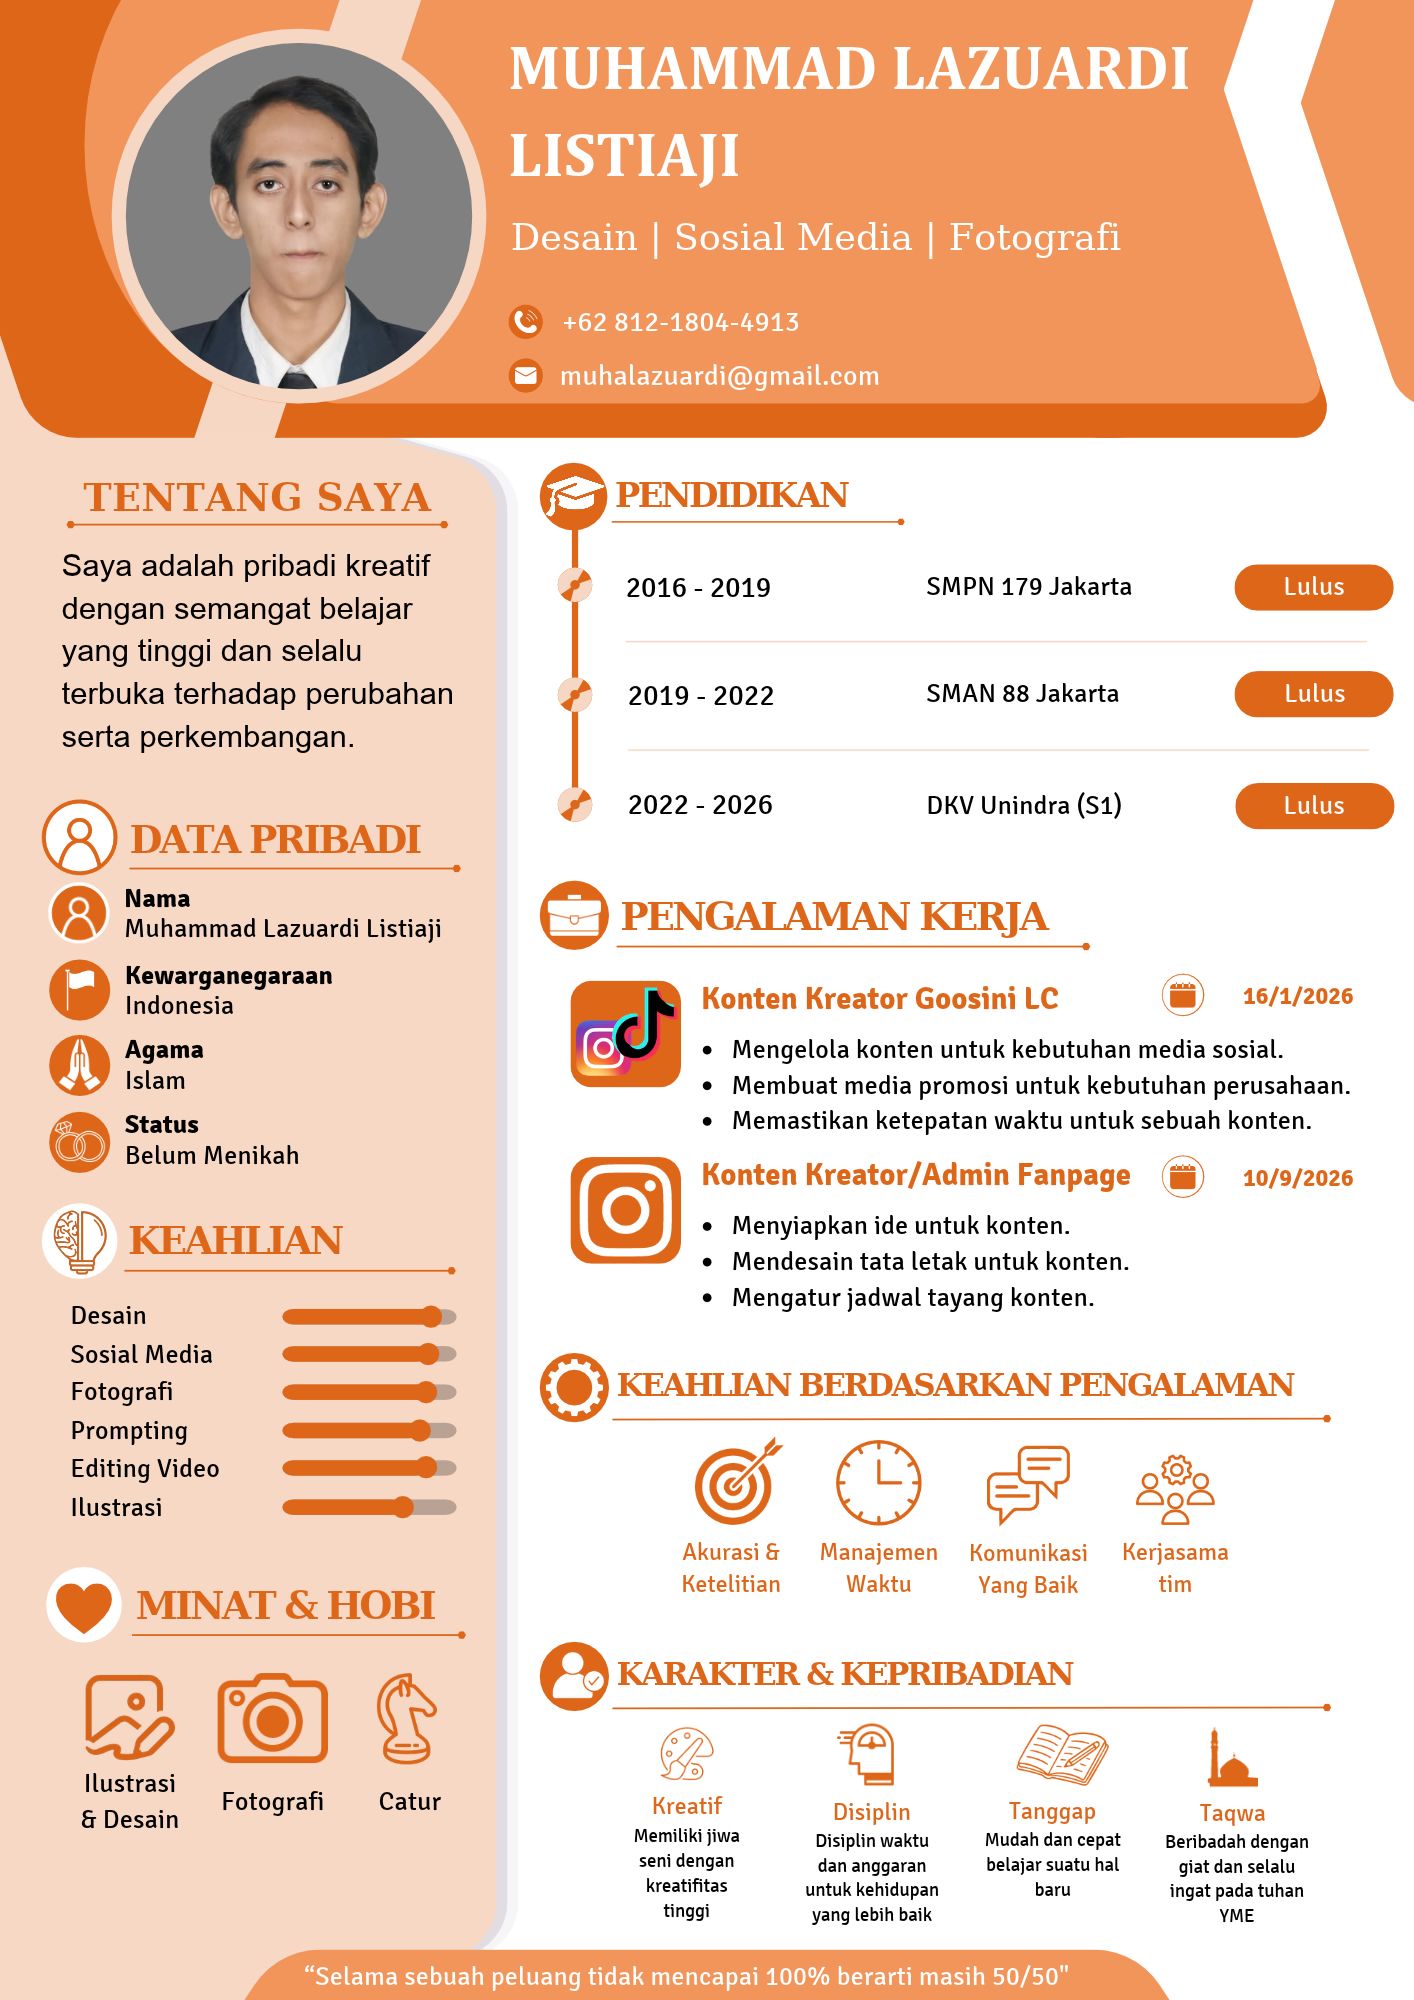 MUHAMMAD LAZUARDI
LISTIAJI
Desain | Sosial Media | Fotografi
+62 812-1804-4913
muhalazuardi@gmail.com
TENTANG SAYA
Saya adalah pribadi kreatif
dengan semangat belajar
yang tinggi dan selalu
terbuka terhadap perubahan
serta perkembangan.
DATA PRIBADI
Nama
Muhammad Lazuardi Listiaji
Kewarganegaraan
Indonesia
Agama
Islam
Status
Belum Menikah
KEAHLIAN
Desain
Sosial Media
Fotografi
Prompting
Editing Video
Ilustrasi
MINAT & HOBI
Ilustrasi
& Desain
Fotografi
Catur
PENDIDIKAN
2016 - 2019 SMPN 179 Jakarta Lulus
2019 - 2022 SMAN 88 Jakarta Lulus
2022 - 2026 DKV Unindra (S1) Lulus
PENGALAMAN KERJA
Konten Kreator Goosini LC 16/1/2026
• Mengelola konten untuk kebutuhan media sosial.
• Membuat media promosi untuk kebutuhan perusahaan.
• Memastikan ketepatan waktu untuk sebuah konten.
Konten Kreator/Admin Fanpage 10/9/2026
• Menyiapkan ide untuk konten.
• Mendesain tata letak untuk konten.
• Mengatur jadwal tayang konten.
KEAHLIAN BERDASARKAN PENGALAMAN
Akurasi &
Ketelitian
Manajemen
Waktu
Komunikasi
Yang Baik
Kerjasama
tim
KARAKTER & KEPRIBADIAN
Kreatif
Memiliki jiwa
seni dengan
kreatifitas
tinggi
Disiplin
Disiplin waktu
dan anggaran
untuk kehidupan
yang lebih baik
Tanggap
Mudah dan cepat
belajar suatu hal
baru
Taqwa
Beribadah dengan
giat dan selalu
ingat pada tuhan
YME
“Selama sebuah peluang tidak mencapai 100% berarti masih 50/50"